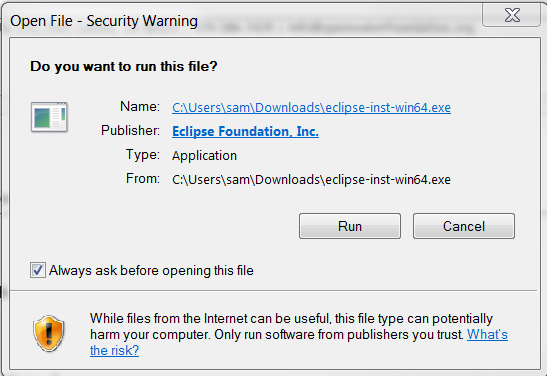 Open File - Security Warning
Do you want to run this file?
Name: C:\Users\sam\Downloads\eclipse-inst-win64.exe
Publisher: Eclipse Foundation, Inc.
Type: Application
From: C:\Users\sam\Downloads\eclipse-inst-win64.exe
Run Cancel
Always ask before opening this file
While files from the Internet can be useful, this file type can potentially
harm your computer. Only run software from publishers you trust. What's
the risk?